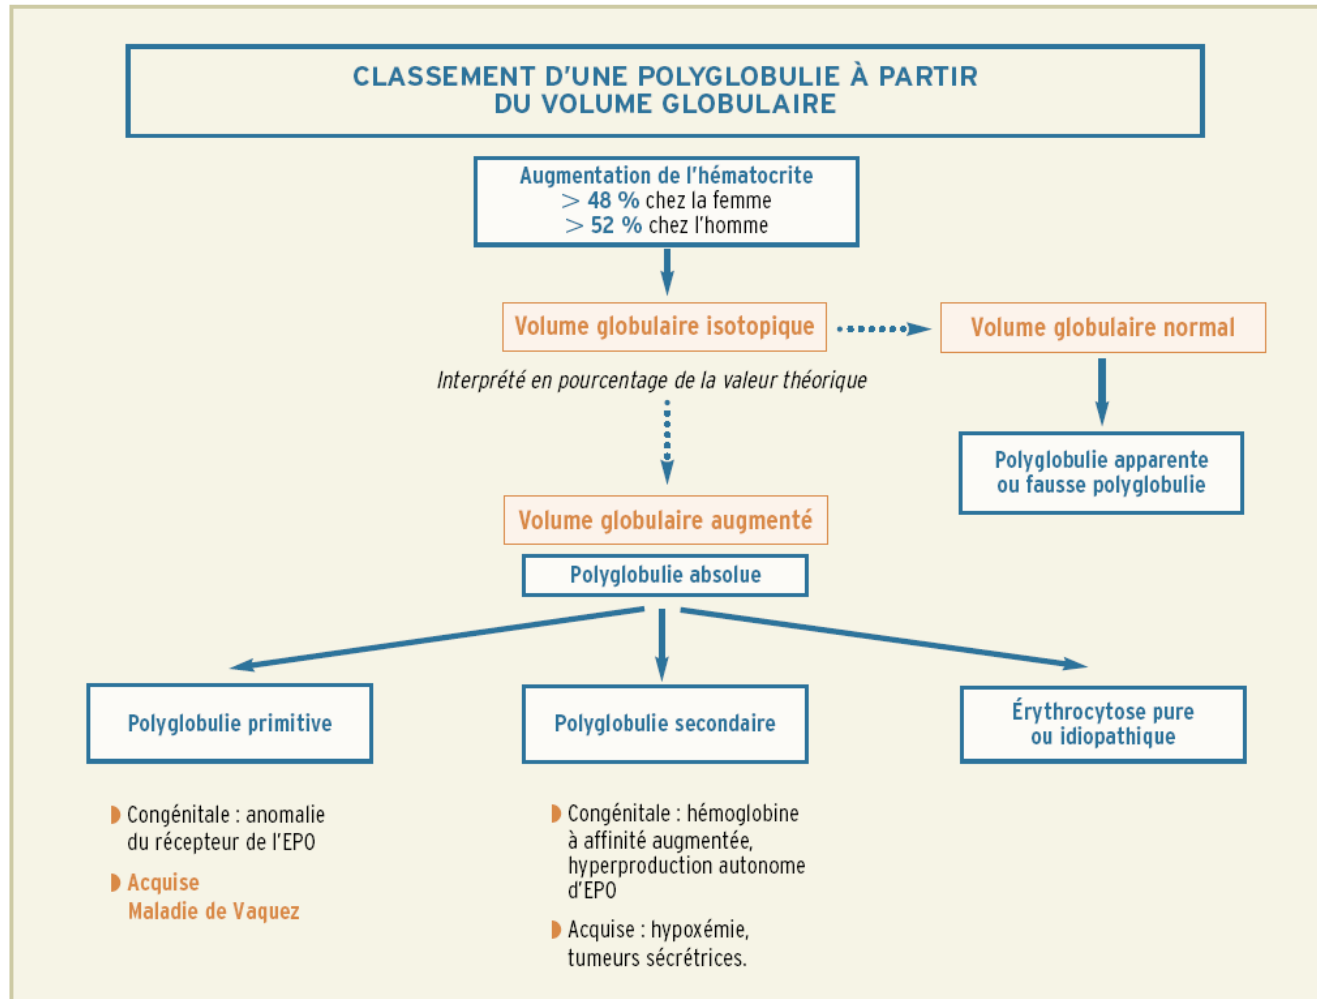 CLASSEMENT D'UNE POLYGLOBULIE À PARTIR
DU VOLUME GLOBULAIRE
Augmentation de l'hématocrite
> 48 % chez la femme
> 52 % chez l'homme
Volume globulaire isotopique
Volume globulaire normal
Interprété en pourcentage de la valeur théorique
Polyglobulie apparente
ou fausse polyglobulie
Volume globulaire augmenté
Polyglobulie absolue
Polyglobulie primitive
Polyglobulie secondaire
Érythrocytose pure
ou idiopathique
Congénitale : anomalie
du récepteur de l'EPO
Acquise
Maladie de Vaquez
Congénitale : hémoglobine
à affinité augmentée,
hyperproduction autonome
d'EPO
Acquise : hypoxémie,
tumeurs sécrétrices.